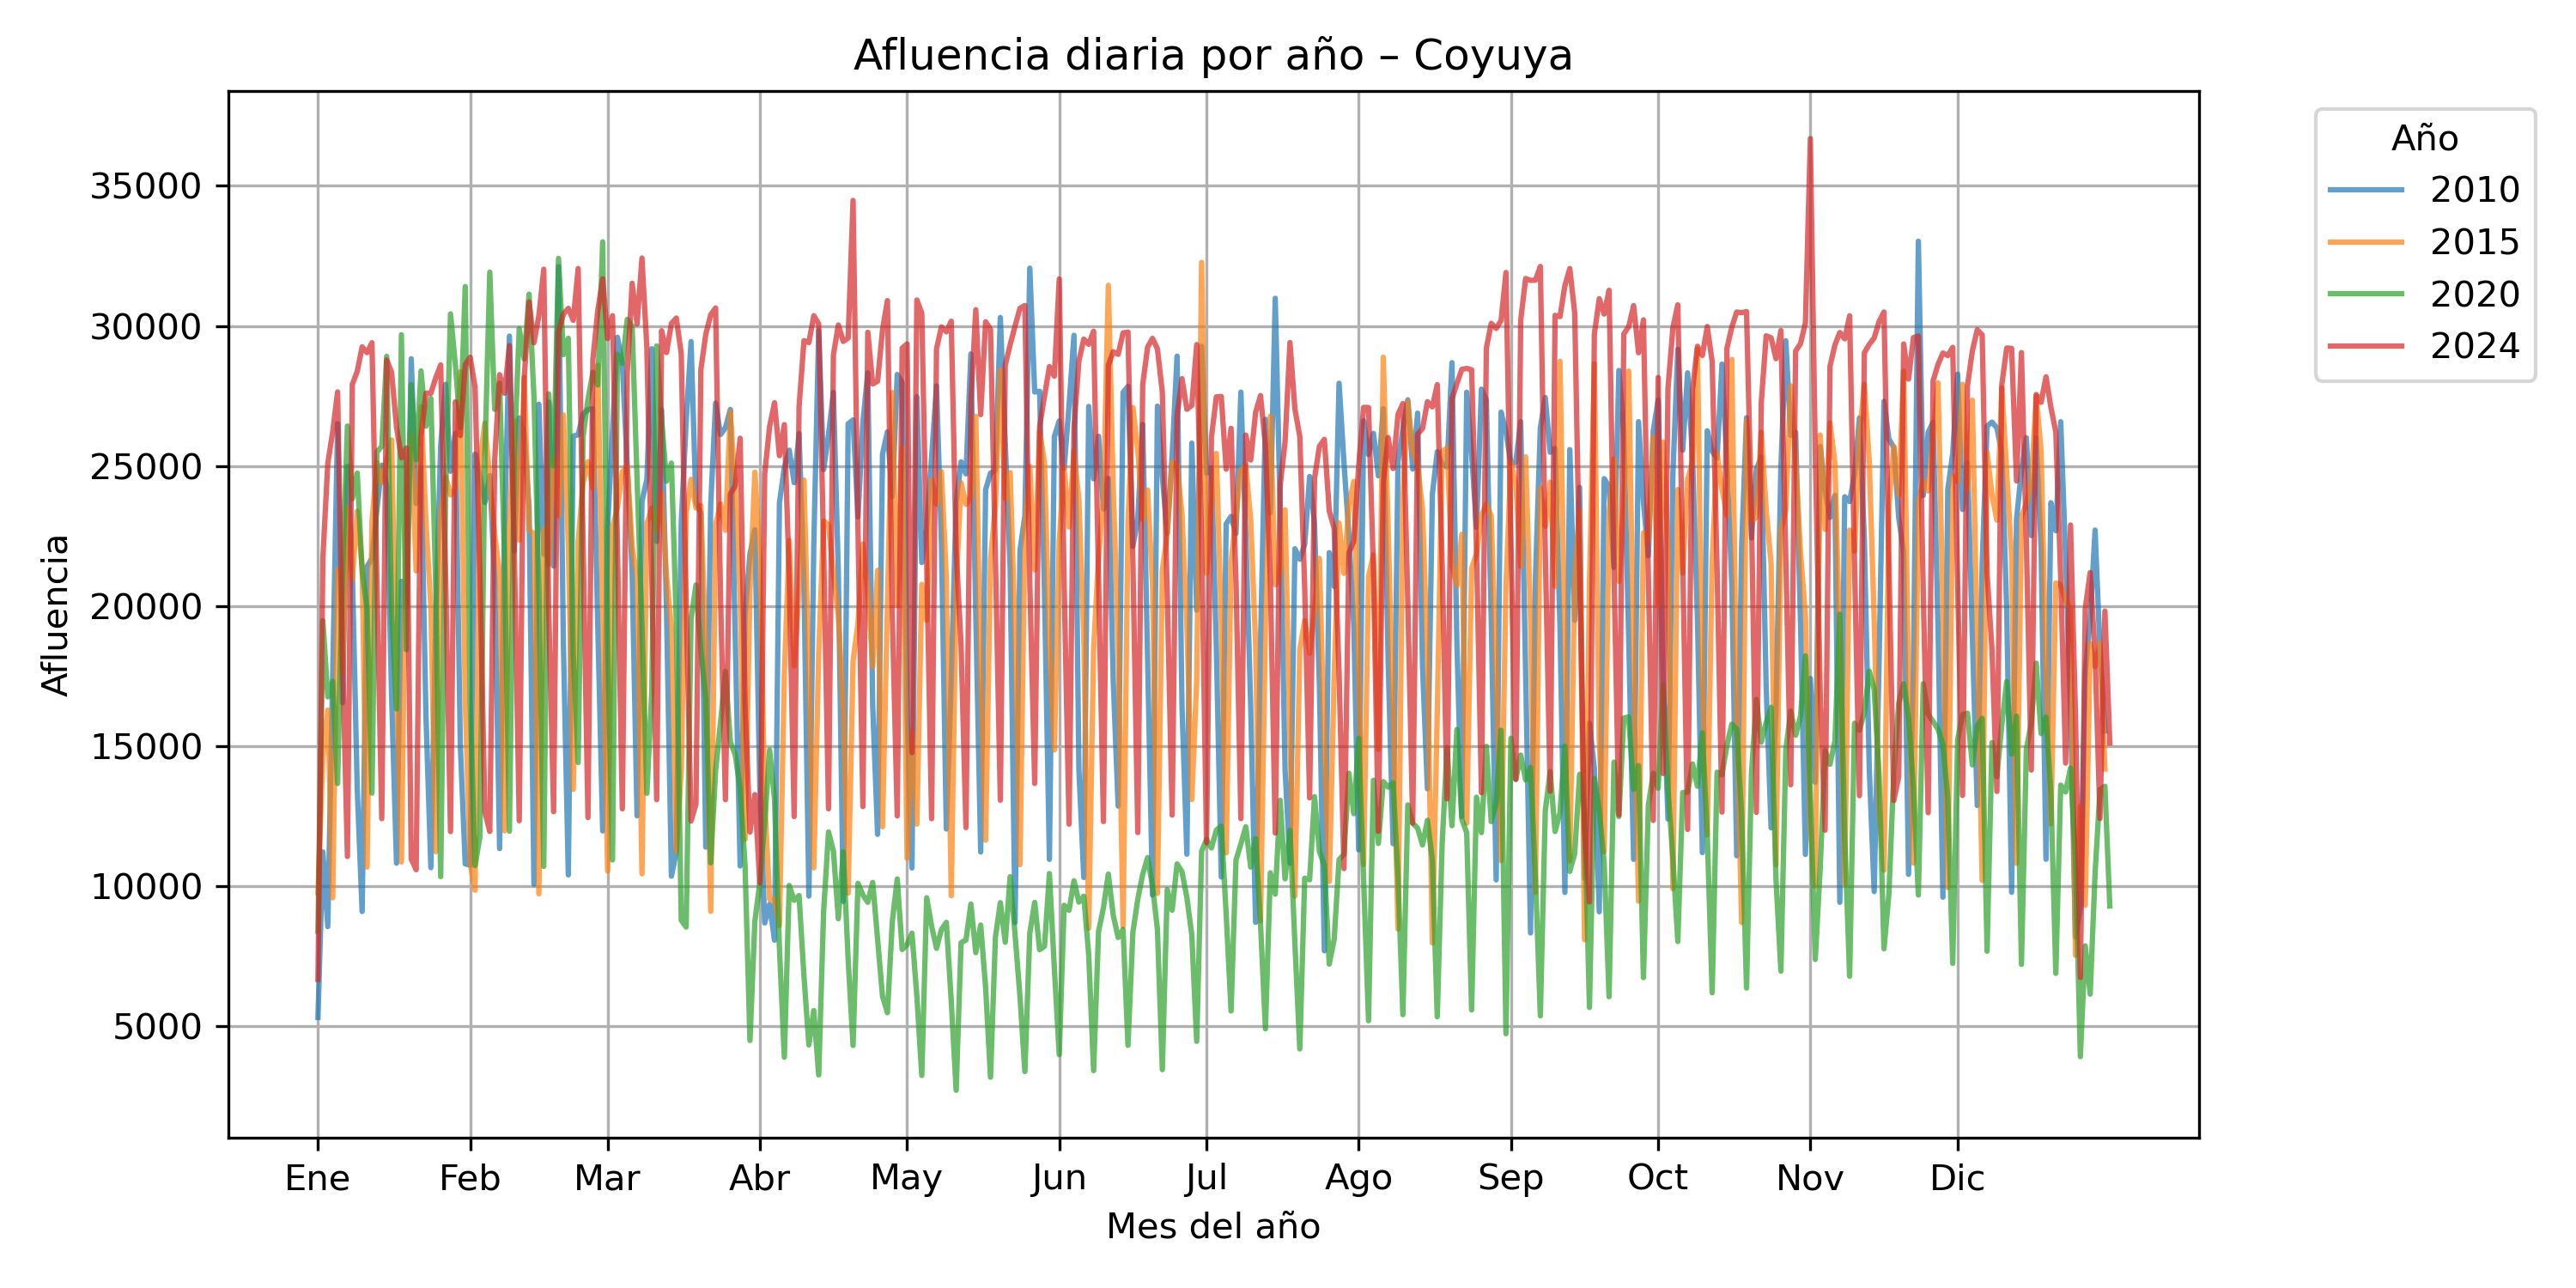 Afluencia diaria por año – Coyuya
Afluencia
35000
30000
25000
20000
15000
10000
5000
Ene Feb Mar Abr May Jun Jul Ago Sep Oct Nov Dic
Mes del año
Año
2010
2015
2020
2024